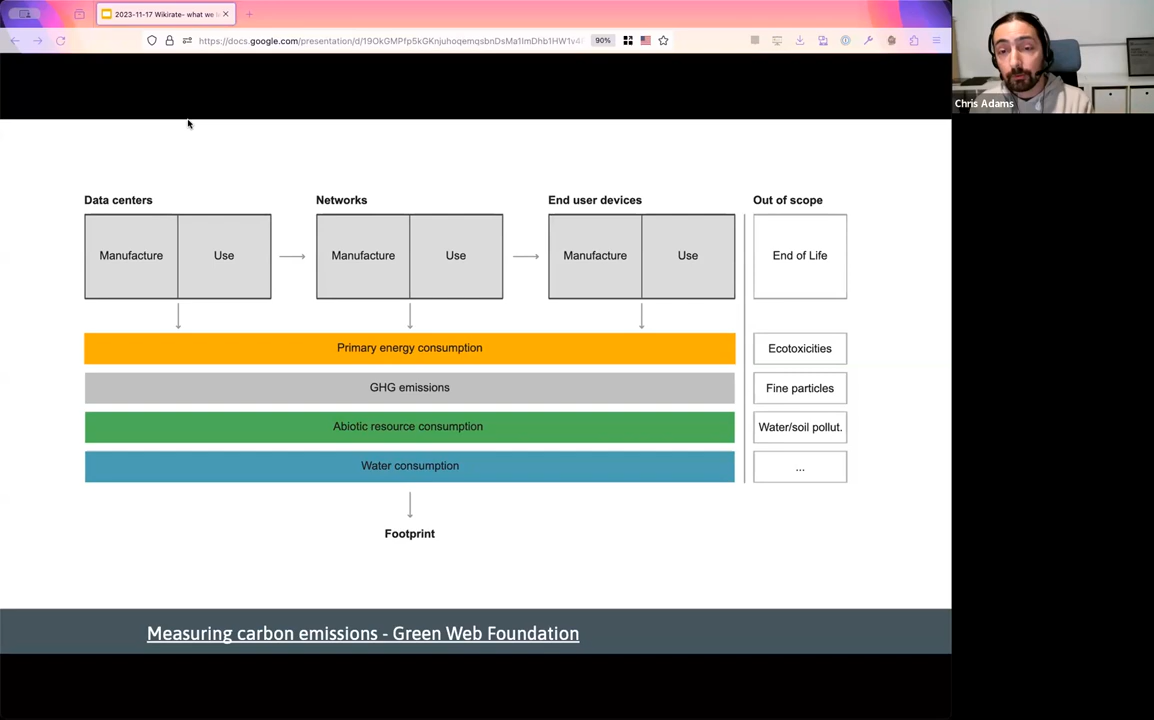 2023-11-17 Wikirate- what we
https://docs.google.com/presentation/d/19OkGMPfp5kGKnjuhoqemqsbnDsMa1ImDhb1HW1v4
90%
Chris Adams
Data centers
Networks
End user devices
Out of scope
Manufacture
Use
Manufacture
Use
Manufacture
Use
End of Life
Primary energy consumption
Ecotoxicities
GHG emissions
Fine particles
Abiotic resource consumption
Water/soil pollut.
Water consumption
...
Footprint
Measuring carbon emissions - Green Web Foundation